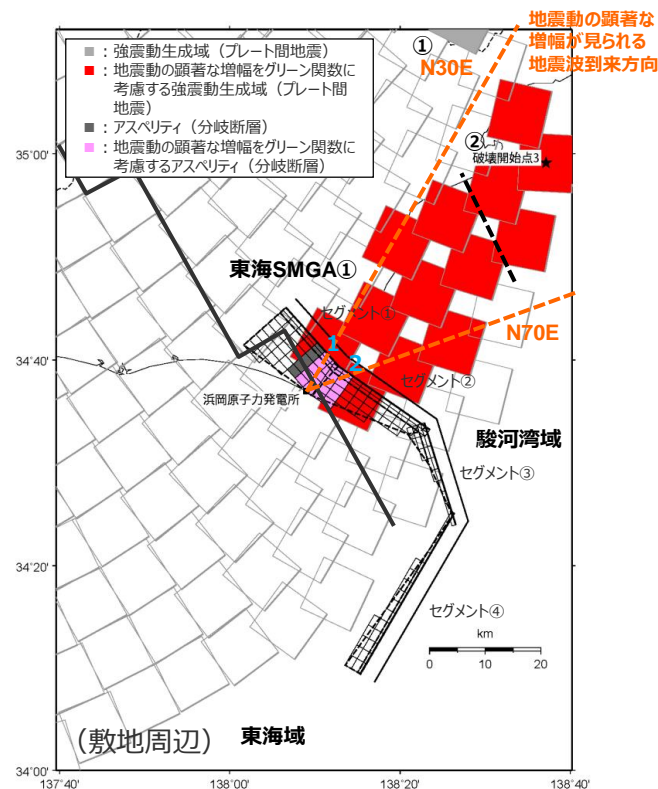 地震動の顕著な
増幅が見られる
地震波到来方向
■：強震動生成域（プレート間地震）
■：地震動の顕著な増幅をグリーン関数に
考慮する強震動生成域（プレート間
地震）
■：アスペリティ（分岐断層）
■：地震動の顕著な増幅をグリーン関数に
考慮するアスペリティ（分岐断層）
①
N30E
②
破壊開始点3
35°00'
東海SMGA①
セグメント①
1
2
34°40'
N70E
セグメント②
浜岡原子力発電所
駿河湾域
セグメント③
34°20'
セグメント④
km
0 10 20
（敷地周辺）
東海域
34°00'
137°40' 138°00' 138°20' 138°40'